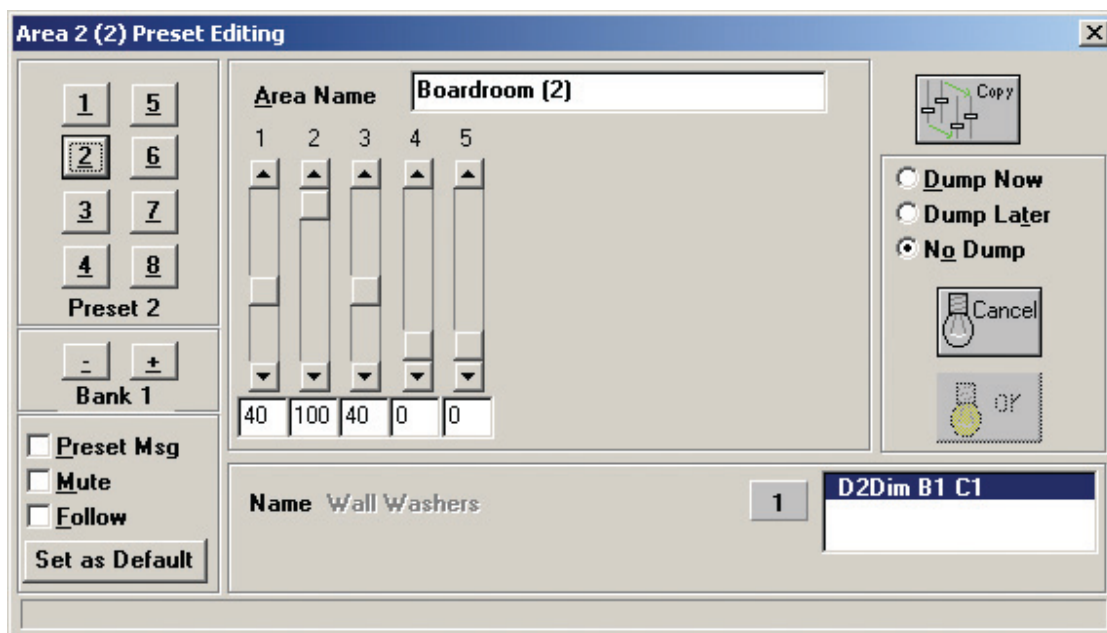 Area 2 (2) Preset Editing
1 5
2 6
3 7
4 8
Preset 2
- +
Bank 1
Preset Msg
Mute
Follow
Set as Default
Area Name Boardroom (2)
1 2 3 4 5
40 100 40 0 0
Name Wall Washers 1 D2Dim B1 C1
Copy
Dump Now
Dump Later
No Dump
Cancel
OK